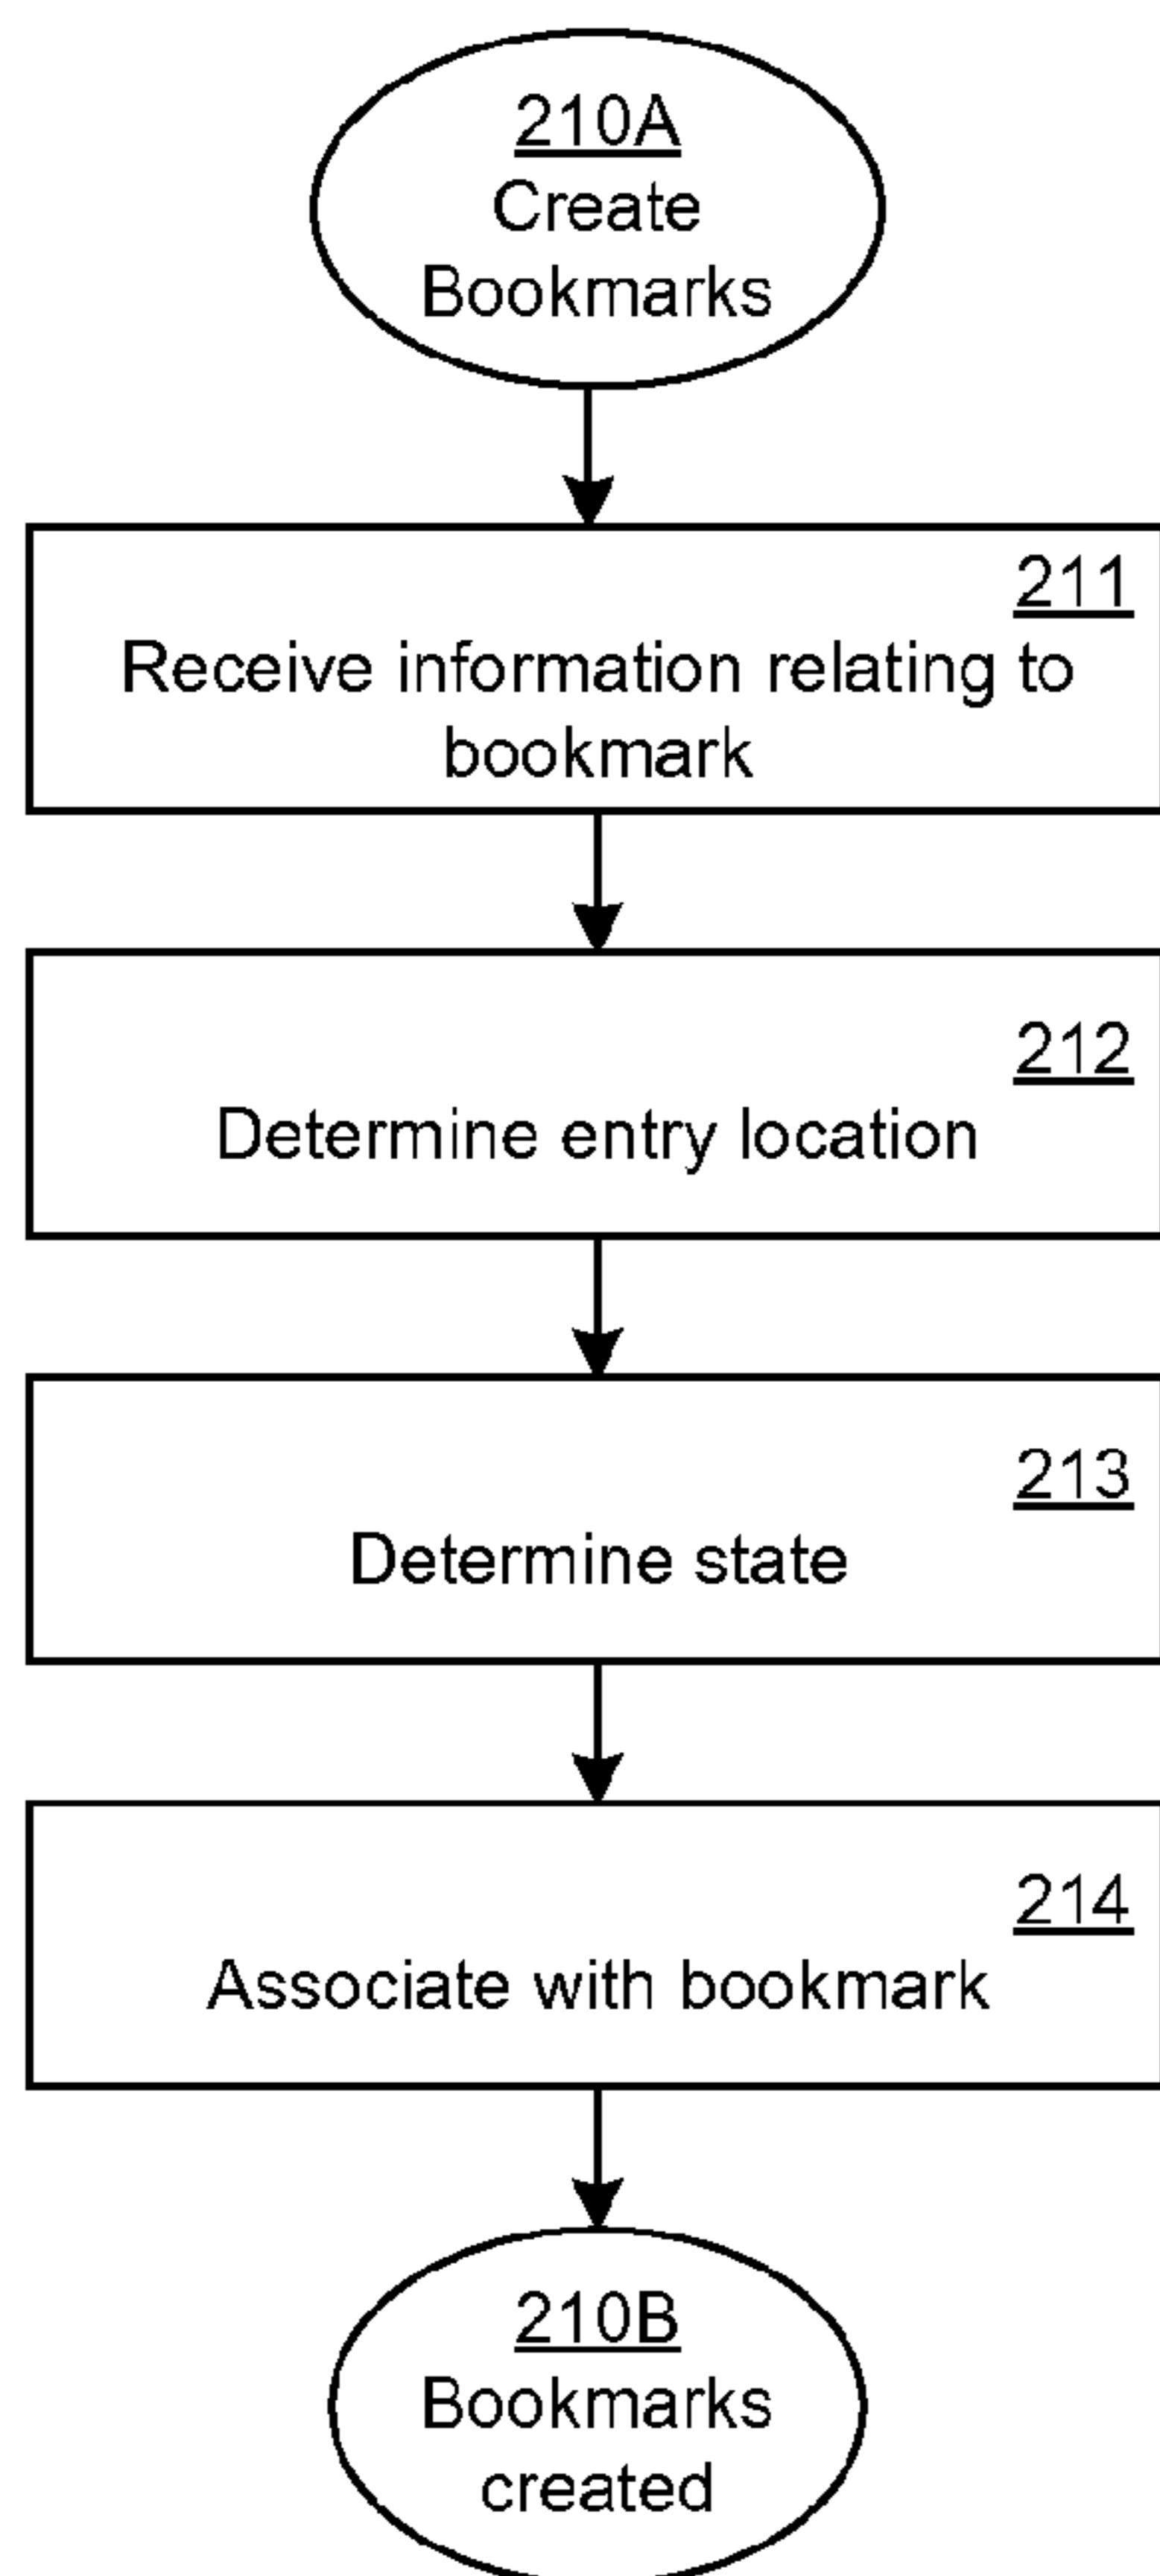 210A
Create
Bookmarks
211
Receive information relating to
bookmark
212
Determine entry location
213
Determine state
214
Associate with bookmark
210B
Bookmarks
created